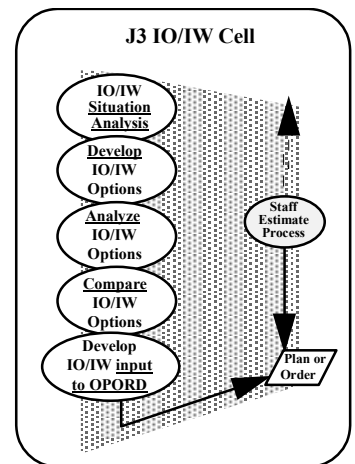 J3 IO/IW Cell
IO/IW
Situation
Analysis
Develop
IO/IW
Options
Analyze
IO/IW
Options
Compare
IO/IW
Options
Develop
IO/IW input
to OPORD
Staff
Estimate
Process
Plan or
Order